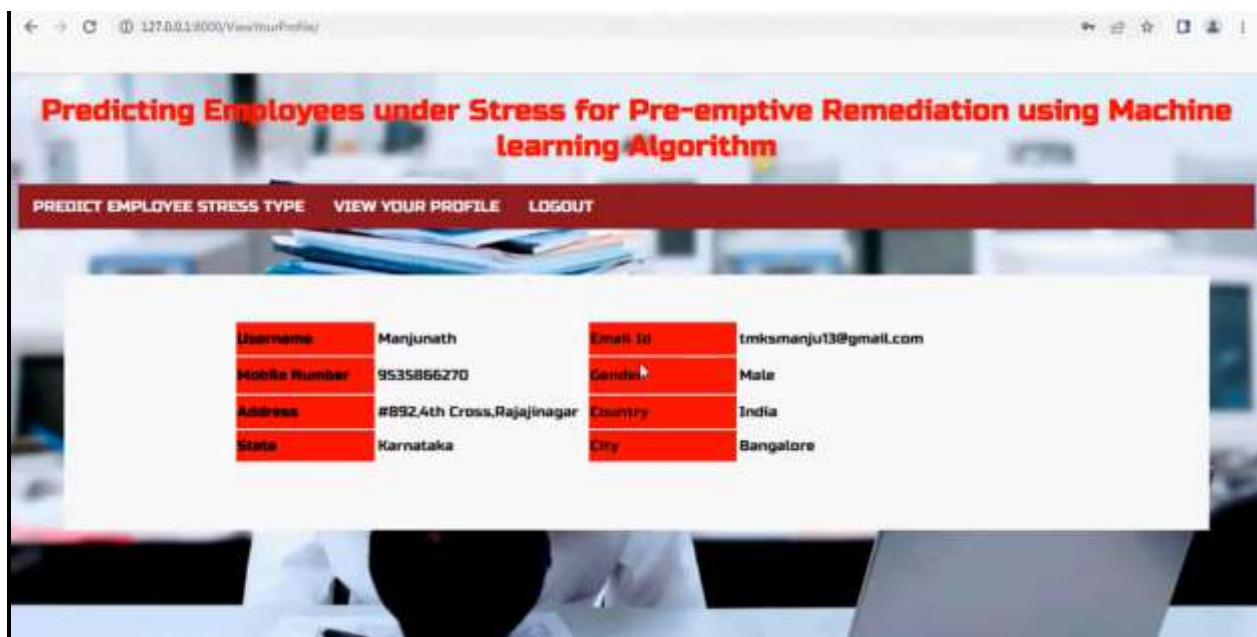 127.0.0.1:8000/ViewYourProfile/
Predicting Employees under Stress for Pre-emptive Remediation using Machine
learning Algorithm
PREDICT EMPLOYEE STRESS TYPE VIEW YOUR PROFILE LOGOUT
Username Manjunath Email Id tmksmanju13@gmail.com
Mobile Number 9535866270 Gender Male
Address #892,4th Cross,Rajajinagar Country India
State Karnataka City Bangalore